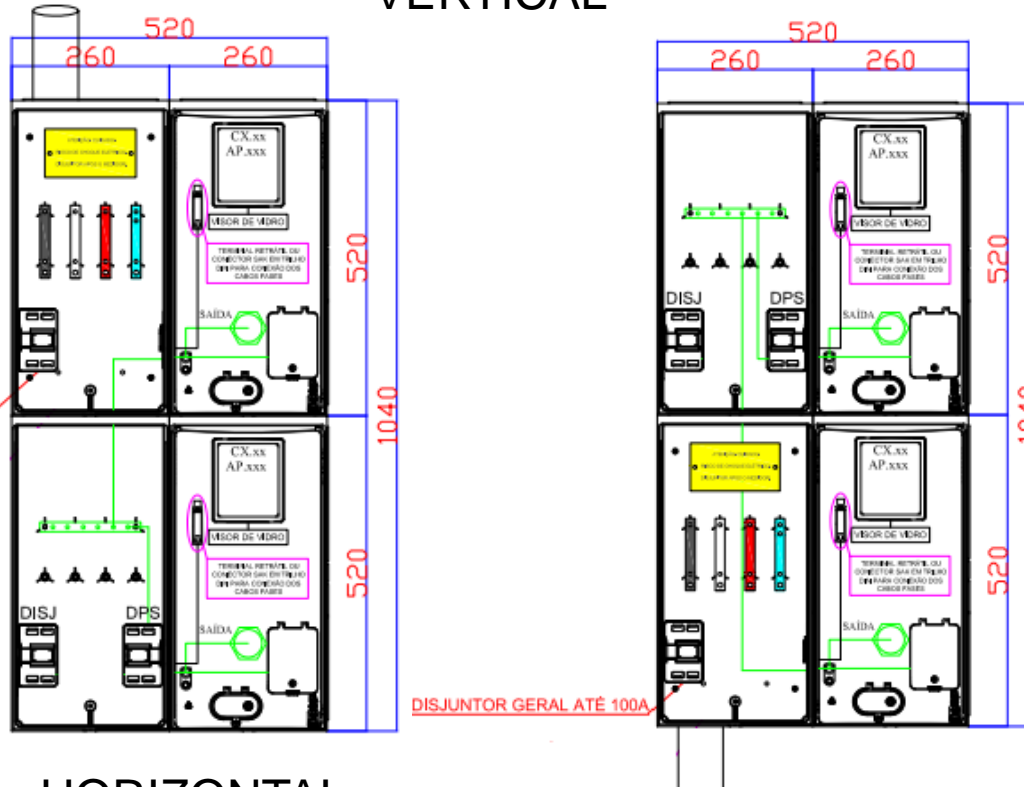 VERTICAL
520
260
260
520
260
260
CX.xx
AP.xxx
VISOR DE VIDRO
TERMINAL RETRÁTIL OU
CONECTOR SAK EM TRILHO
DIN PARA CONEXÃO DOS
CABOS FASES
SAÍDA
520
1040
CX.xx
AP.xxx
VISOR DE VIDRO
TERMINAL RETRÁTIL OU
CONECTOR SAK EM TRILHO
DIN PARA CONEXÃO DOS
CABOS FASES
DISJ
DPS
SAÍDA
520
1040
CX.xx
AP.xxx
VISOR DE VIDRO
TERMINAL RETRÁTIL OU
CONECTOR SAK EM TRILHO
DIN PARA CONEXÃO DOS
CABOS FASES
DISJ
DPS
SAÍDA
520
CX.xx
AP.xxx
VISOR DE VIDRO
TERMINAL RETRÁTIL OU
CONECTOR SAK EM TRILHO
DIN PARA CONEXÃO DOS
CABOS FASES
SAÍDA
520
DISJUNTOR GERAL ATÉ 100A
HORIZONTAL